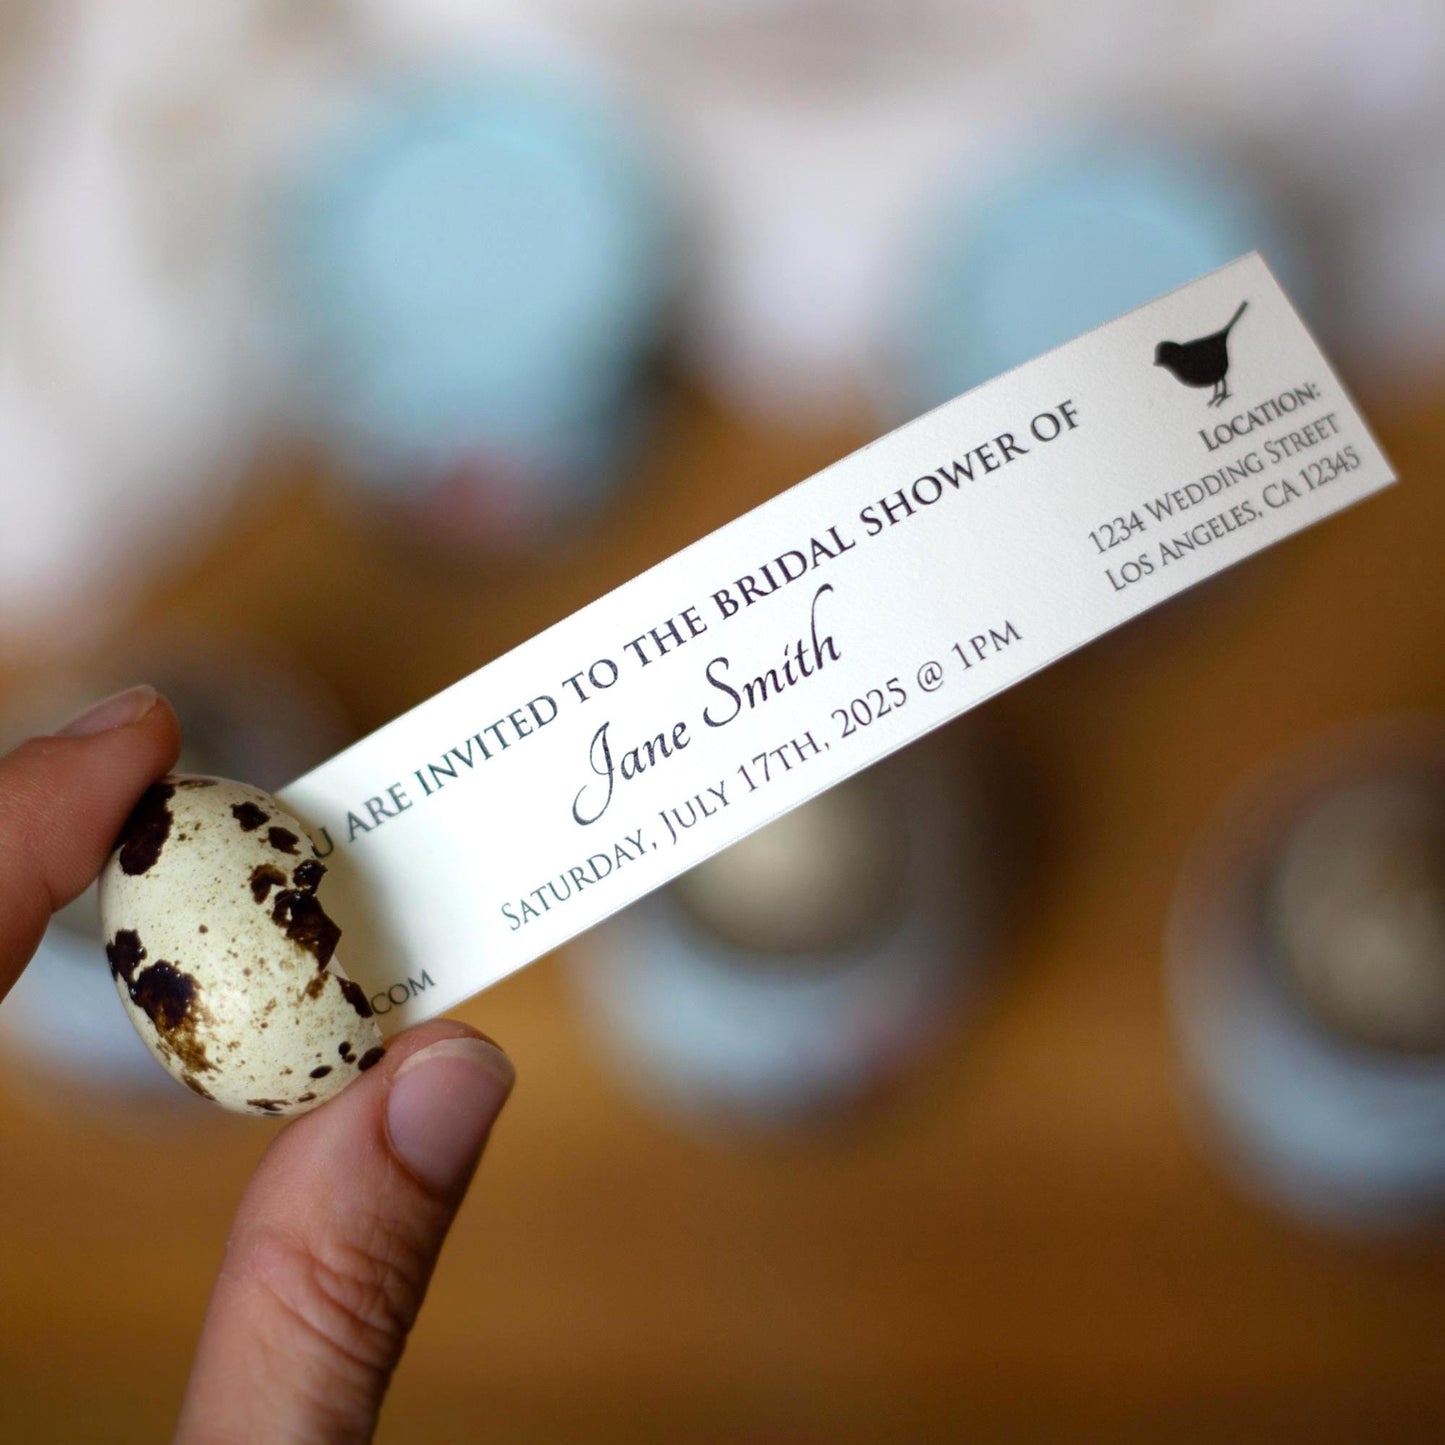 U ARE INVITED TO THE BRIDAL SHOWER OF
Jane Smith
SATURDAY, JULY 17TH, 2025 @ 1PM
.COM
LOCATION:
1234 WEDDING STREET
LOS ANGELES, CA 12345